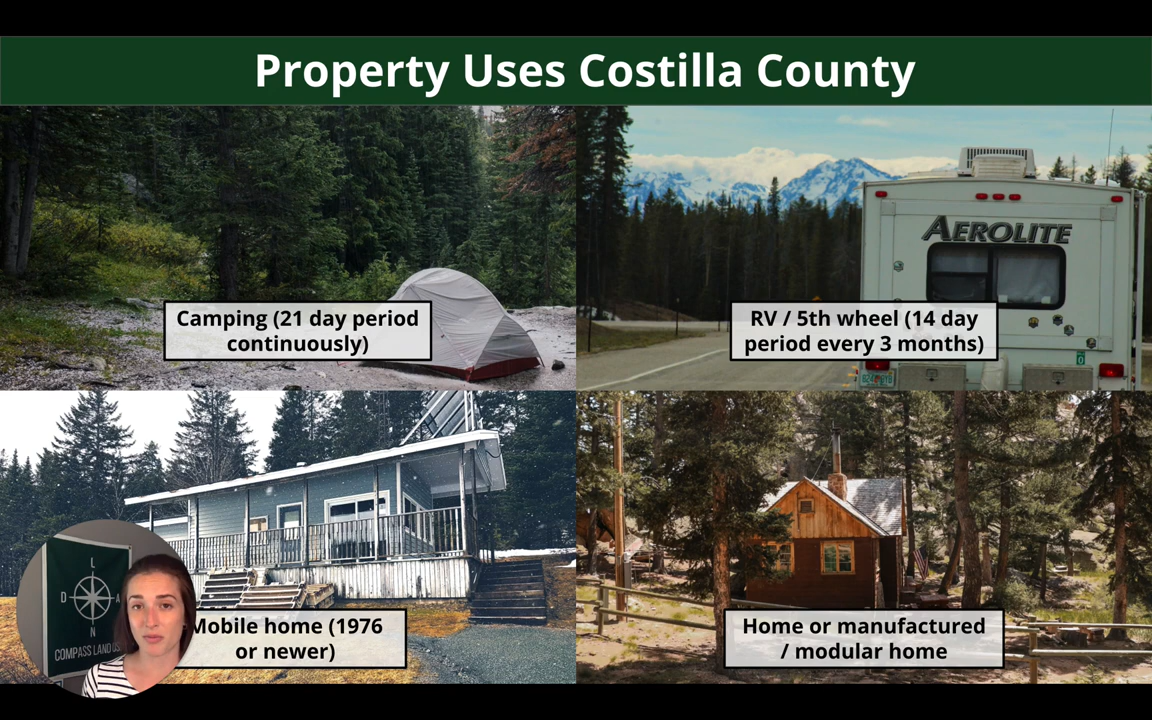 Property Uses Costilla County
AEROLITE
Camping (21 day period
continuously)
RV / 5th wheel (14 day
period every 3 months)
L
D
A
N
COMPASS LAND
Mobile home (1976
or newer)
Home or manufactured
/ modular home